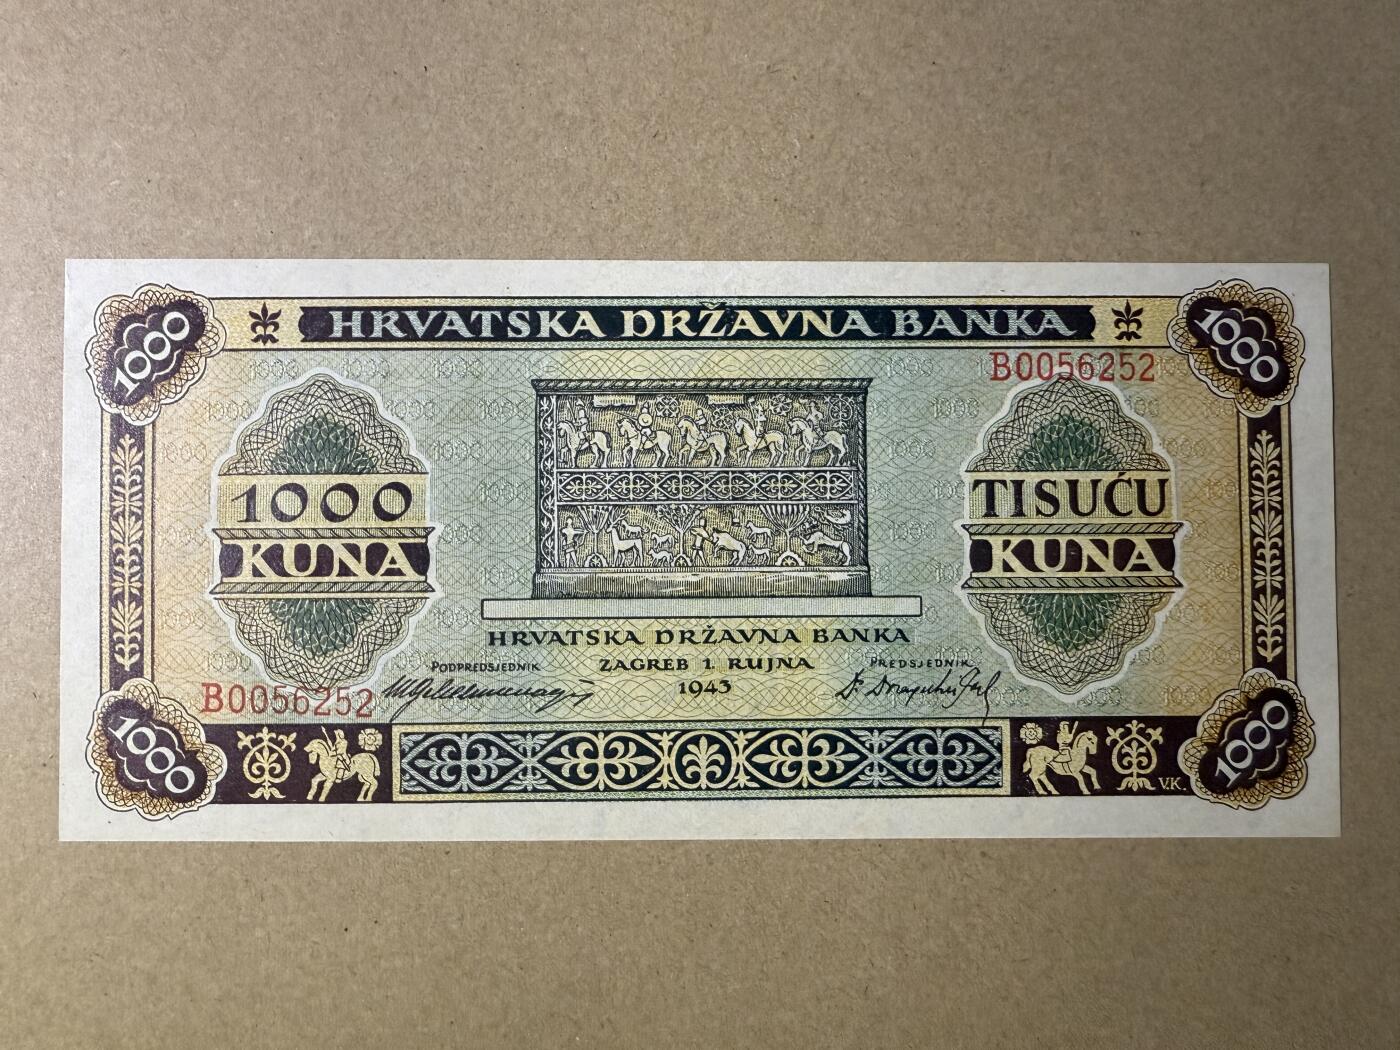 1000
HRVATSKA DRŽAVNA BANKA
1000
B0056252
1000
KUNA
TISUĆU
KUNA
HRVATSKA DRŽAVNA BANKA
PODPREDSJEDNIK
ZAGREB 1. RUJNA
1943
PREDSJEDNIK
B0056252
1000
V.K.
1000